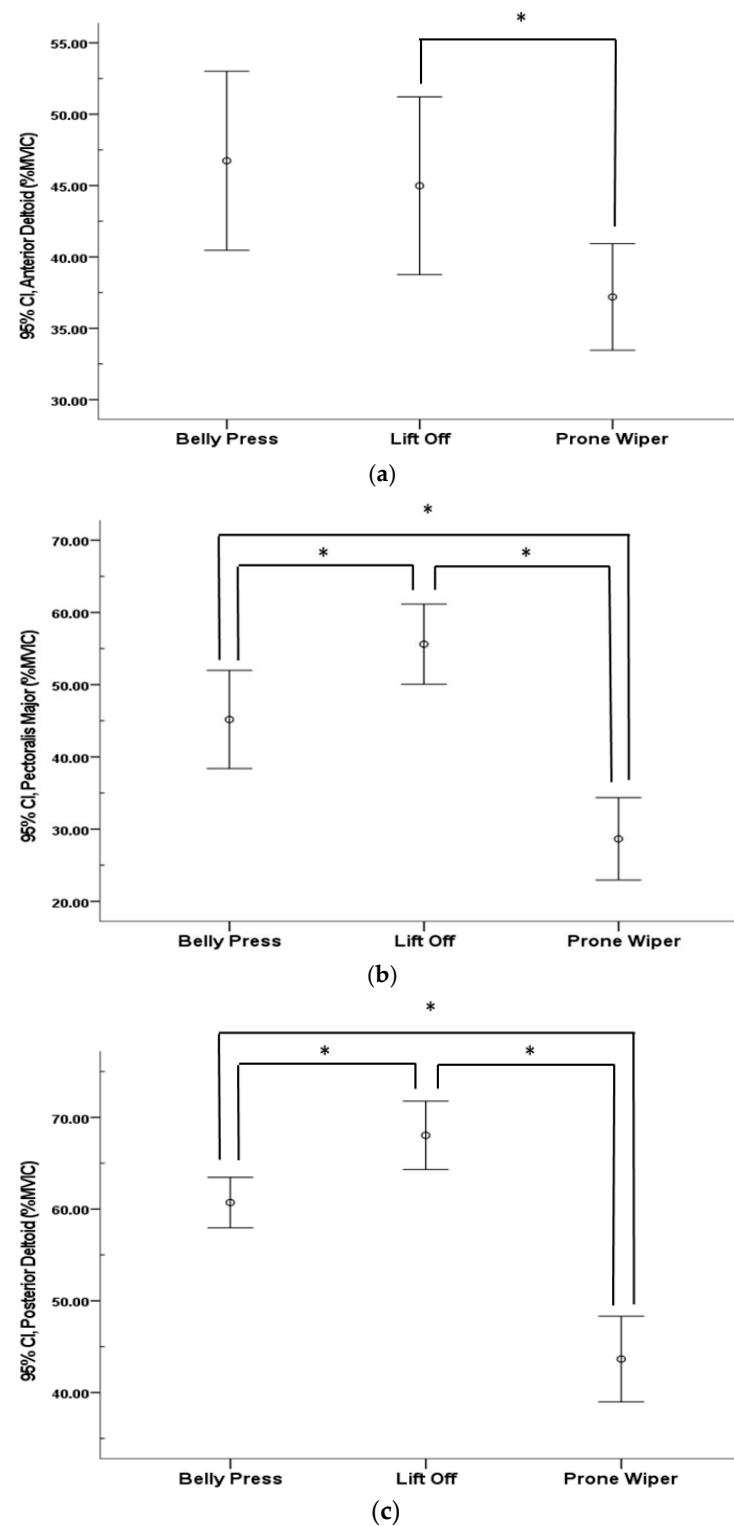 *
55.00
50.00
45.00
40.00
35.00
30.00
95% CI, Anterior Deltoid (%MVIC)
Belly Press Lift Off Prone Wiper
(a)
*
* *
70.00
60.00
50.00
40.00
30.00
20.00
95% CI, Pectoralis Major (%MVIC)
Belly Press Lift Off Prone Wiper
(b)
*
* *
70.00
60.00
50.00
40.00
95% CI, Posterior Deltoid (%MVIC)
Belly Press Lift Off Prone Wiper
(c)